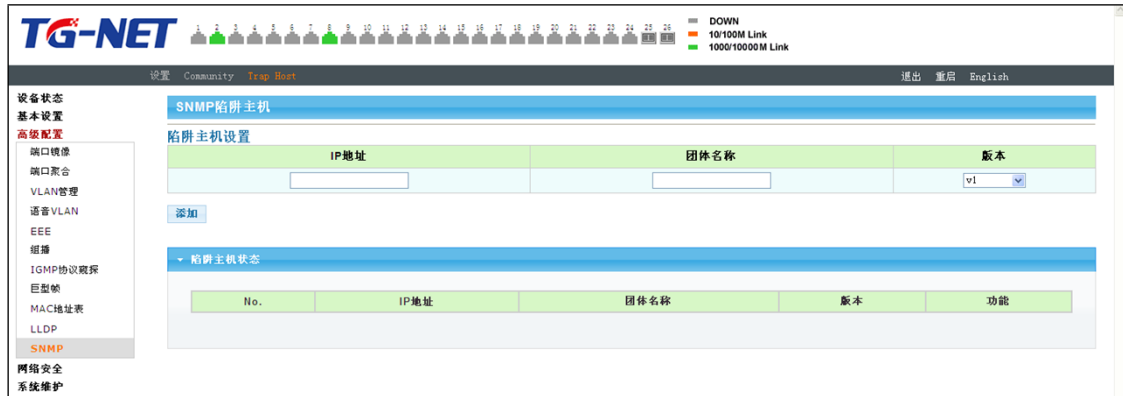 TG-NET
1 2 3 4 5 6 7 8 9 10 11 12 13 14 15 16 17 18 19 20 21 22 23 24 25 26
DOWN
10/100M Link
1000/10000M Link
设置 Community Trap Host
退出 重启 English
设备状态
基本设置
高级配置
端口镜像
端口聚合
VLAN管理
语音VLAN
EEE
组播
IGMP协议窥探
巨型帧
MAC地址表
LLDP
SNMP
网络安全
系统维护
SNMP陷阱主机
陷阱主机设置
IP地址 团体名称 版本
v1
添加
陷阱主机状态
No. IP地址 团体名称 版本 功能